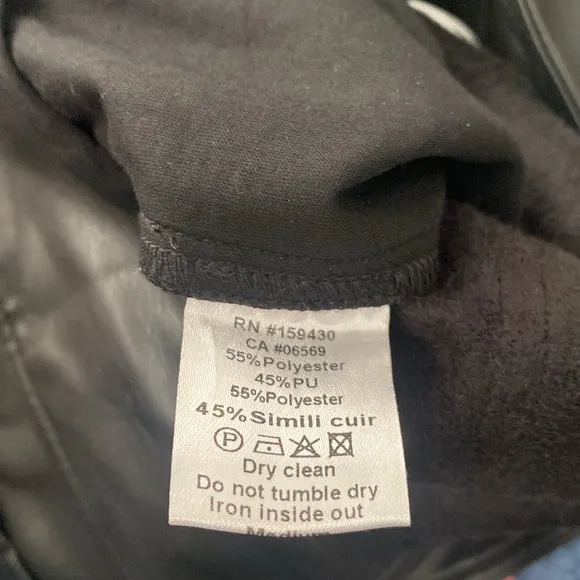 RN #159430
CA #06569
55%Polyester
45%PU
55%Polyester
45%Simili cuir
P
Dry clean
Do not tumble dry
Iron inside out